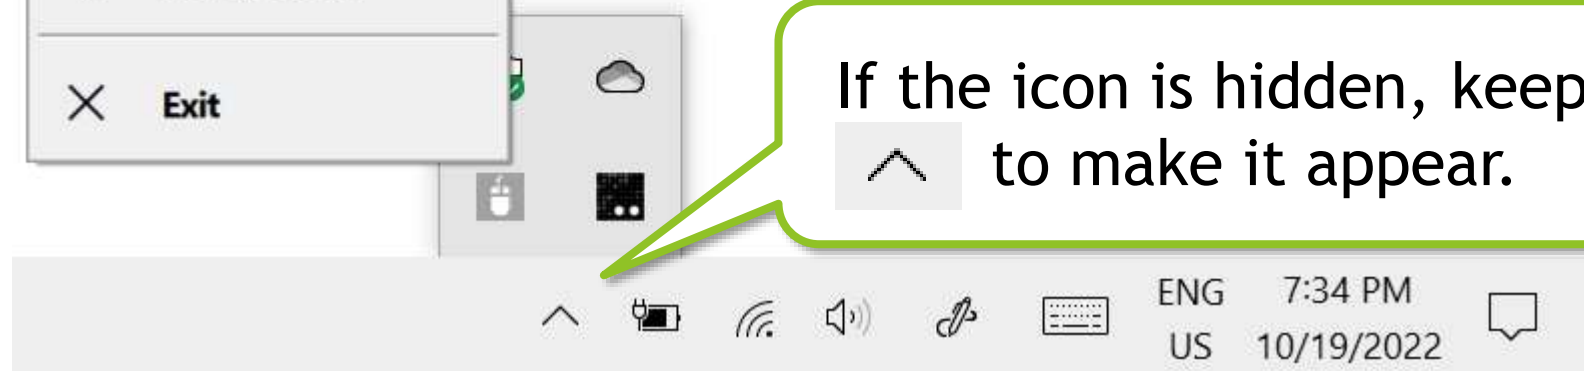 Exit
If the icon is hidden, keep
to make it appear.
ENG 7:34 PM
US 10/19/2022